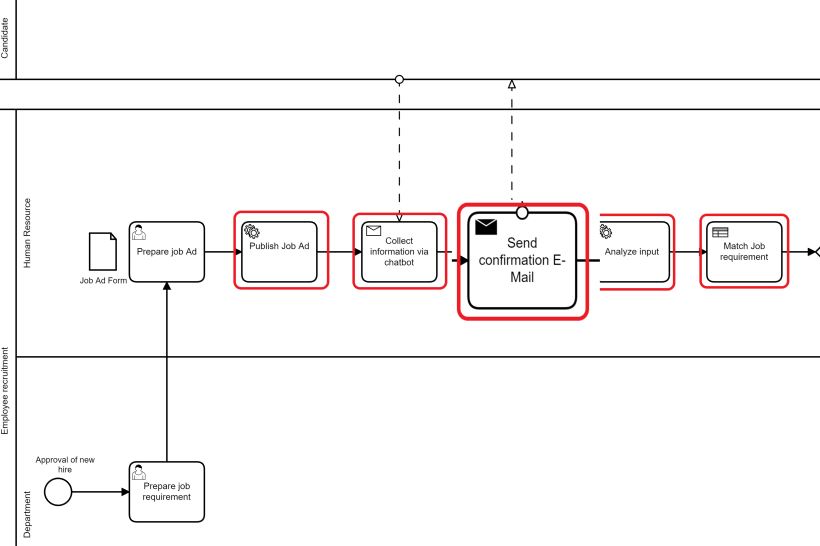 Candidate
Employee recruitment
Human Resource
Job Ad Form
Prepare job Ad
Publish Job Ad
Collect
information via
chatbot
Send
confirmation E-
Mail
Analyze input
Match Job
requirement
Department
Approval of new
hire
Prepare job
requirement